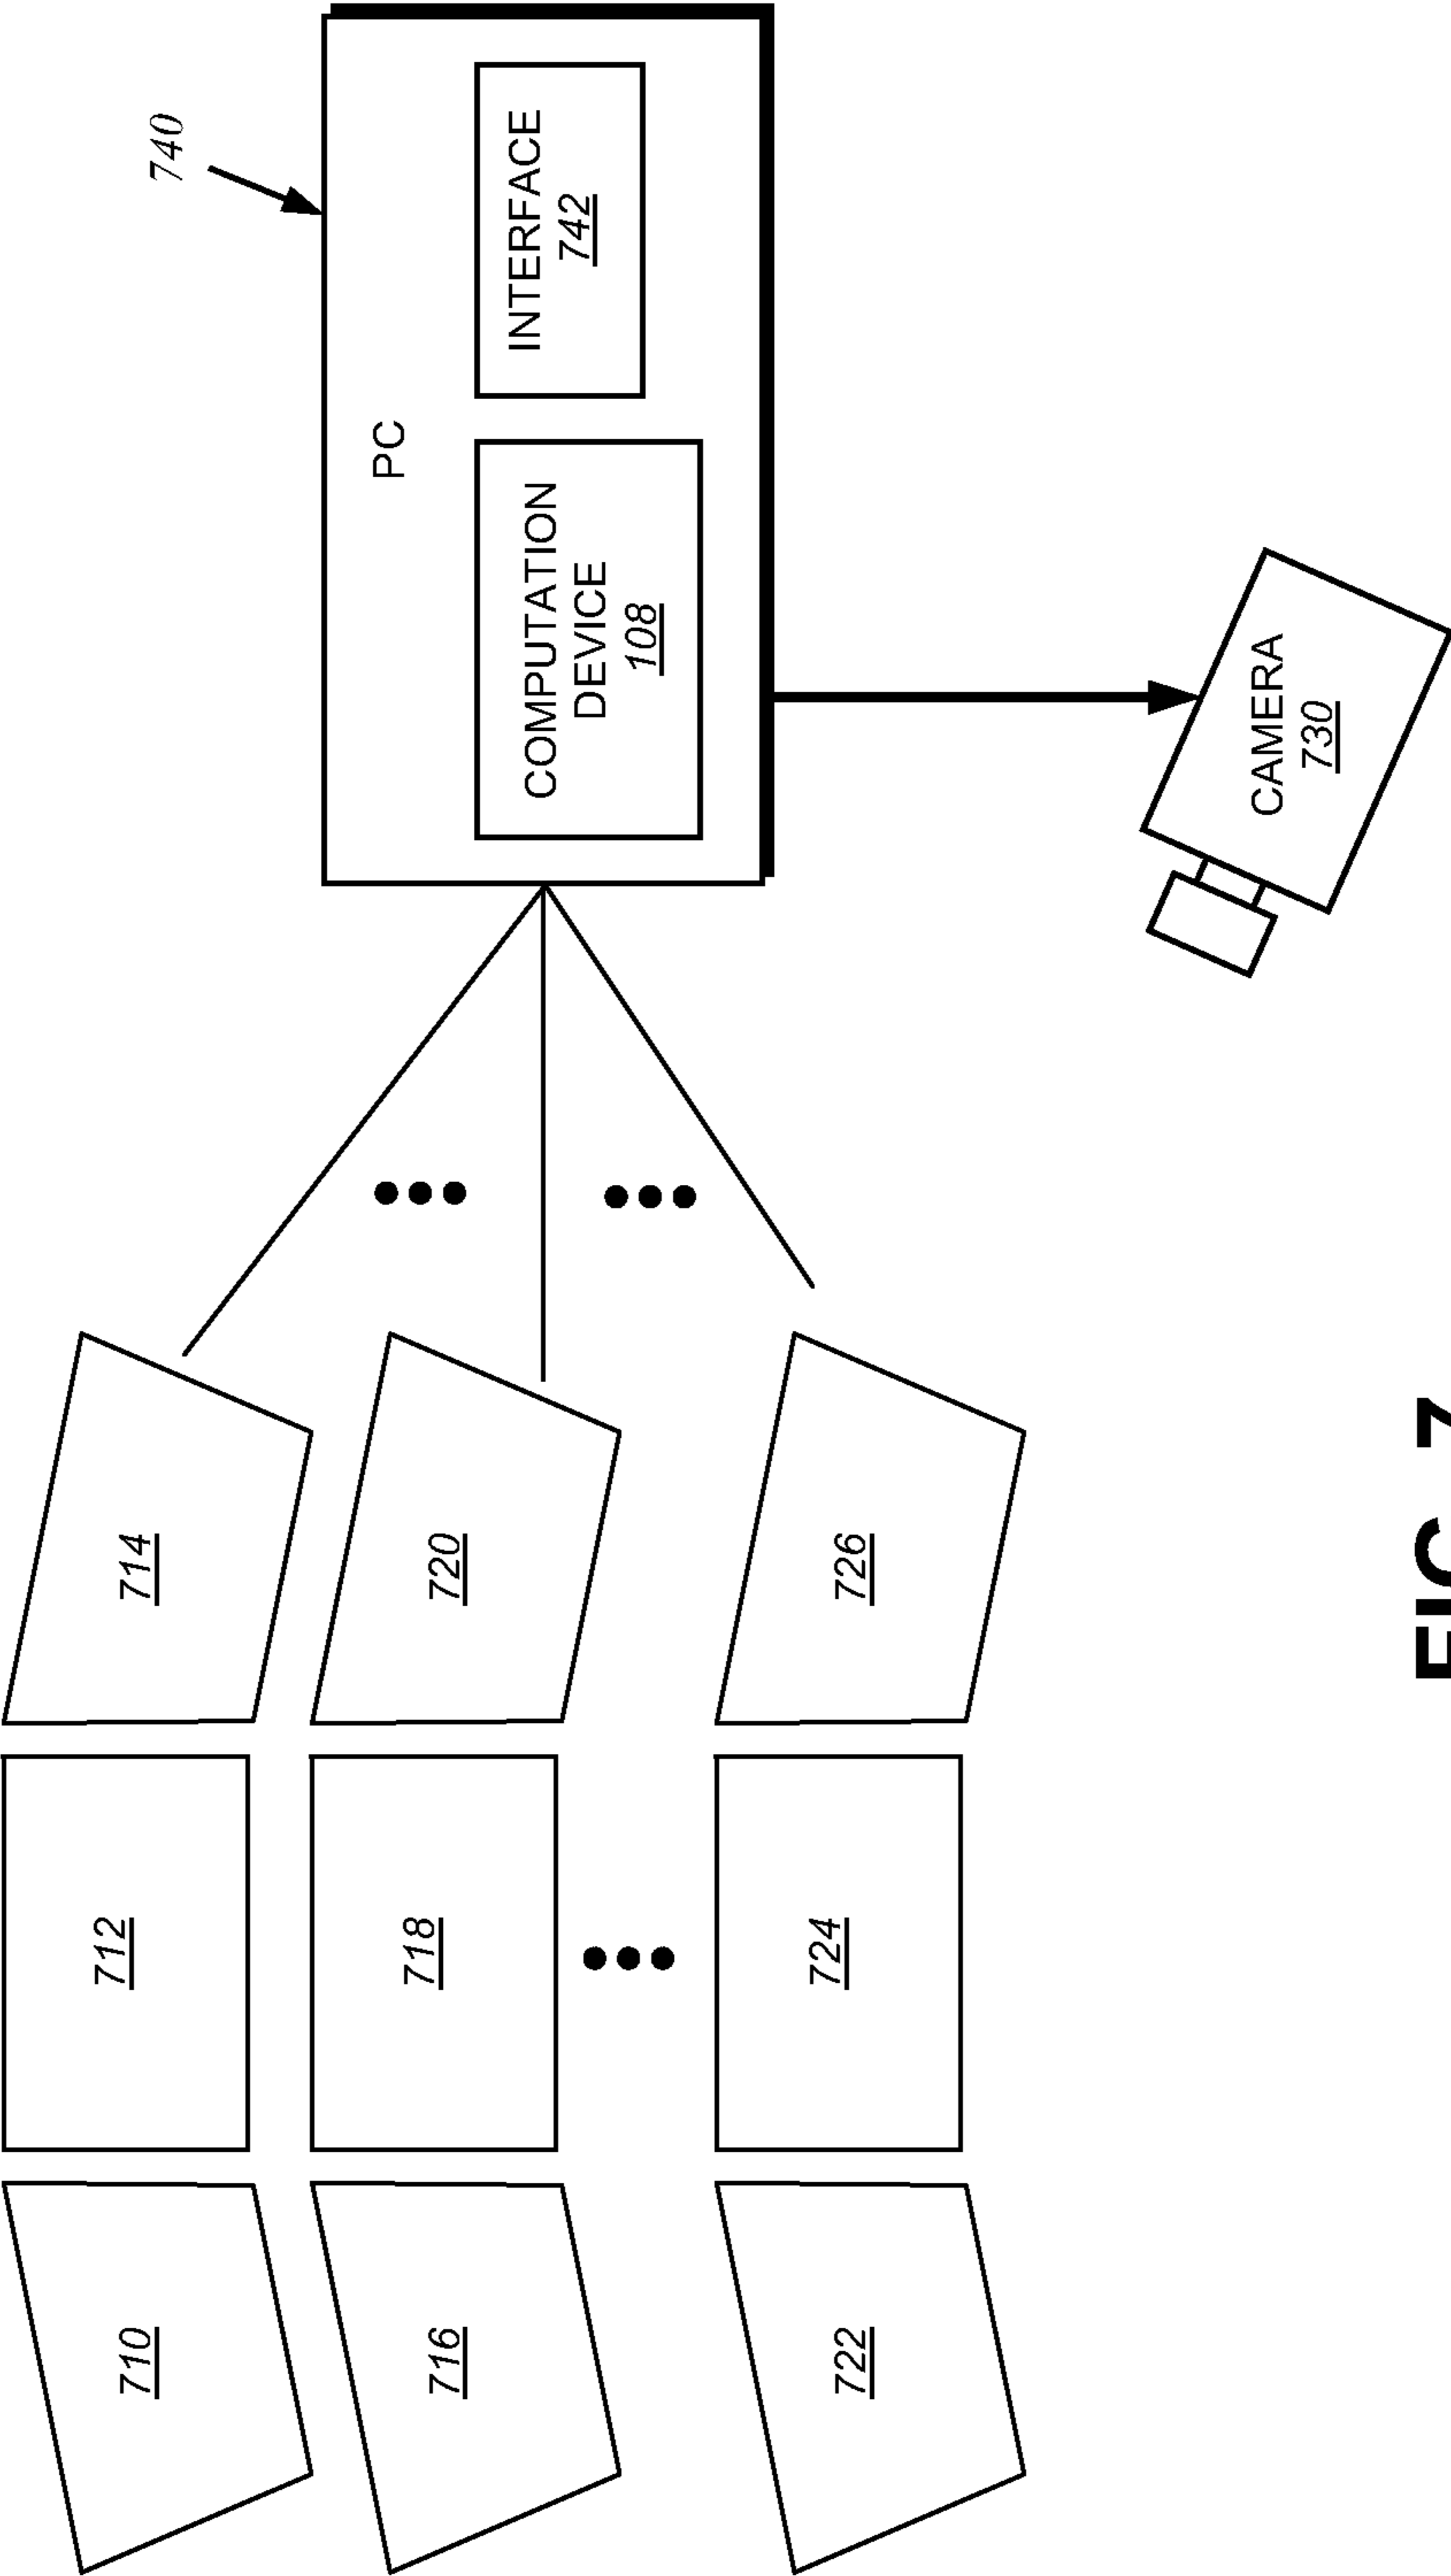 740
PC
COMPUTATION
DEVICE
108
INTERFACE
742
710
712
714
716
718
720
722
724
726
CAMERA
730
FIG. 7